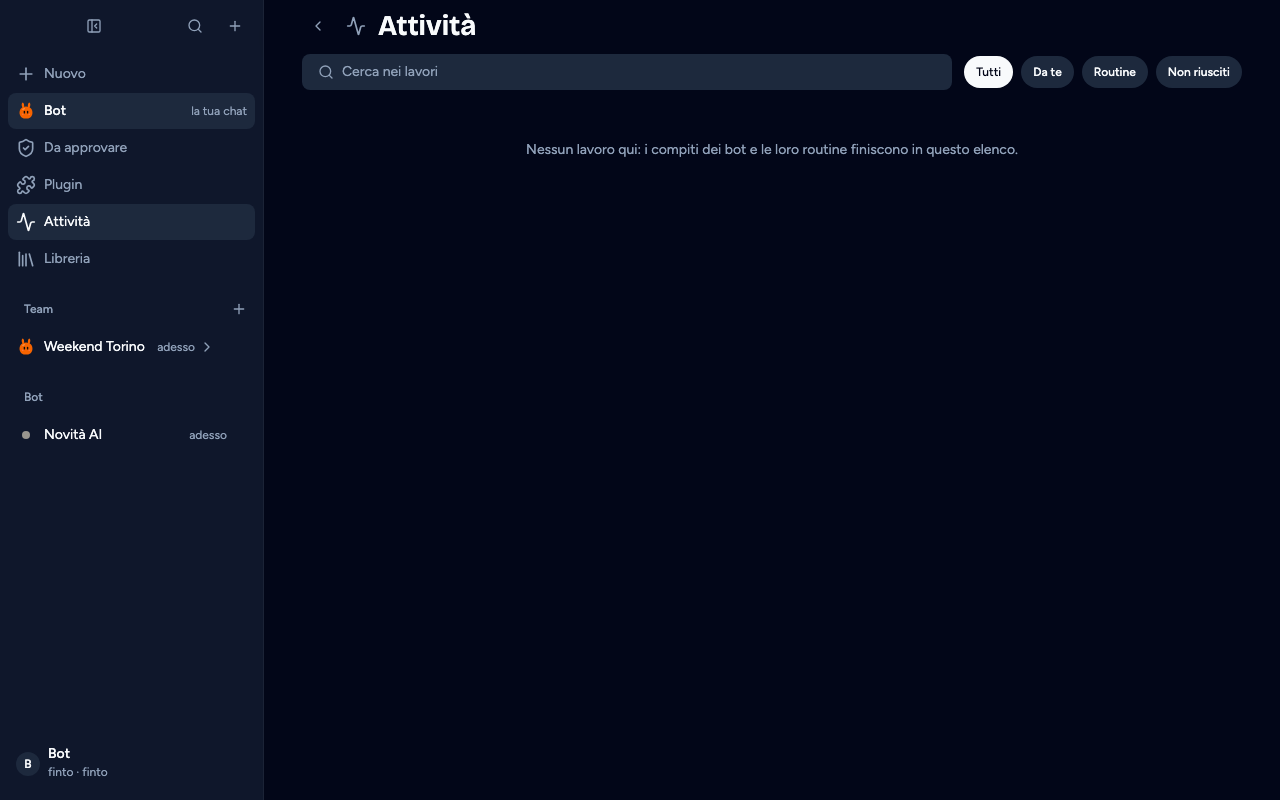 Nuovo
Bot la tua chat
Da approvare
Plugin
Attività
Libreria
Team
Weekend Torino adesso
Bot
Novità AI adesso
B
Bot
finto · finto
Attività
Cerca nei lavori
Tutti Da te Routine Non riusciti
Nessun lavoro qui: i compiti dei bot e le loro routine finiscono in questo elenco.